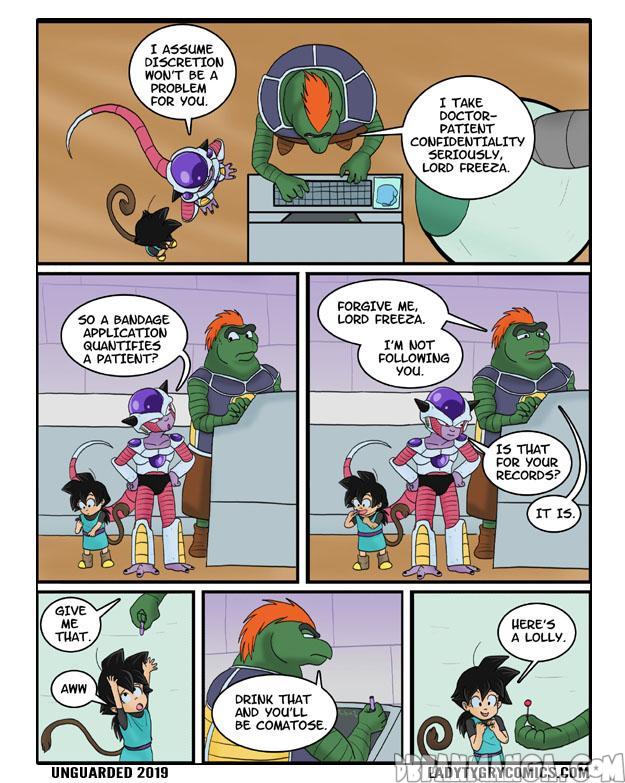 I ASSUME
DISCRETION
WON'T BE A
PROBLEM
FOR YOU.
I TAKE
DOCTOR-
PATIENT
CONFIDENTIALITY
SERIOUSLY,
LORD FREEZA.
SO A BANDAGE
APPLICATION
QUANTIFIES
A PATIENT?
FORGIVE ME,
LORD FREEZA.
I'M NOT
FOLLOWING
YOU.
IS THAT
FOR YOUR
RECORDS?
IT IS.
GIVE
ME
THAT.
AWW
DRINK THAT
AND YOU'LL
BE COMATOSE.
HERE'S
A LOLLY.
UNGUARDED 2019
LADYTYGRYCOMICS.COM
DBFANMANGA.COM